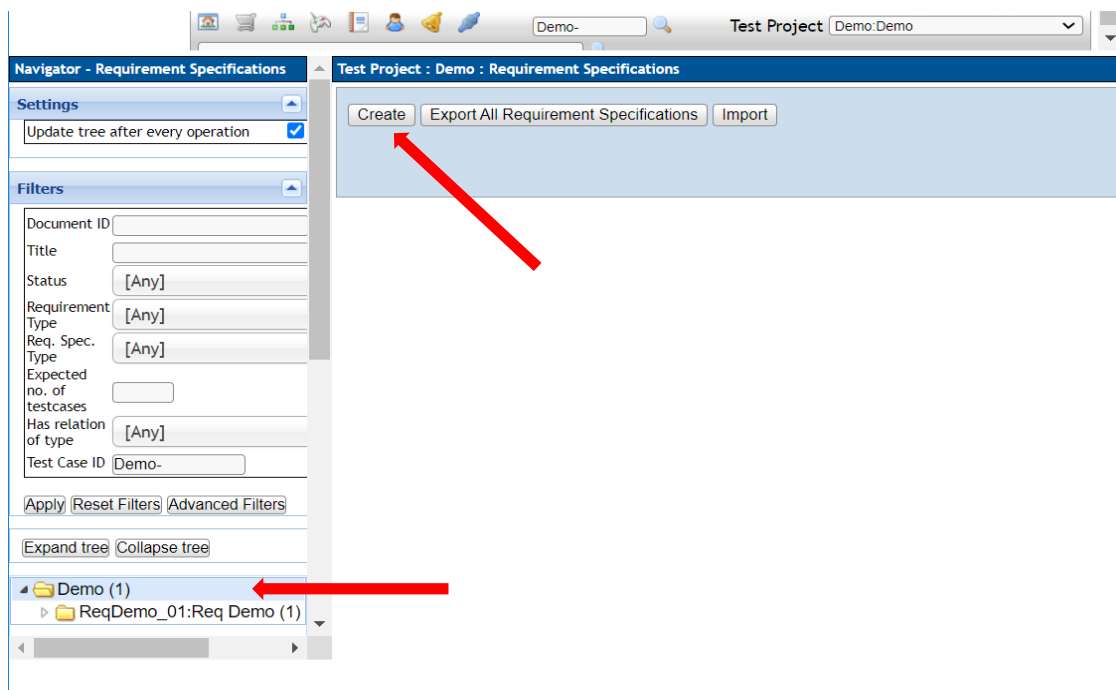 Demo- Test Project Demo:Demo
Navigator - Requirement Specifications
Test Project : Demo : Requirement Specifications
Settings
Update tree after every operation
Create Export All Requirement Specifications Import
Filters
Document ID
Title
Status [Any]
Requirement
Type [Any]
Req. Spec.
Type [Any]
Expected
no. of
testcases
Has relation
of type [Any]
Test Case ID Demo-
Apply Reset Filters Advanced Filters
Expand tree Collapse tree
Demo (1)
ReqDemo_01:Req Demo (1)